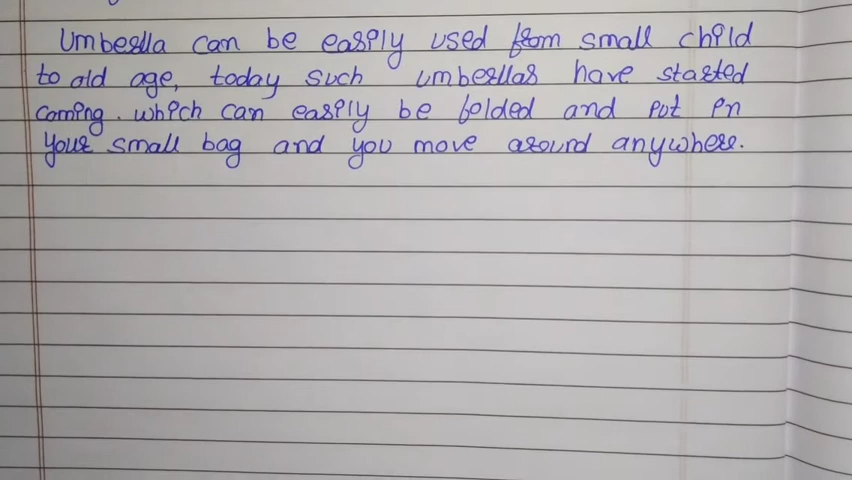 Umbrella can be easily used from small child
to old age, today such umbrellas have started
coming. which can easily be folded and put in
your small bag and you move around anywhere.